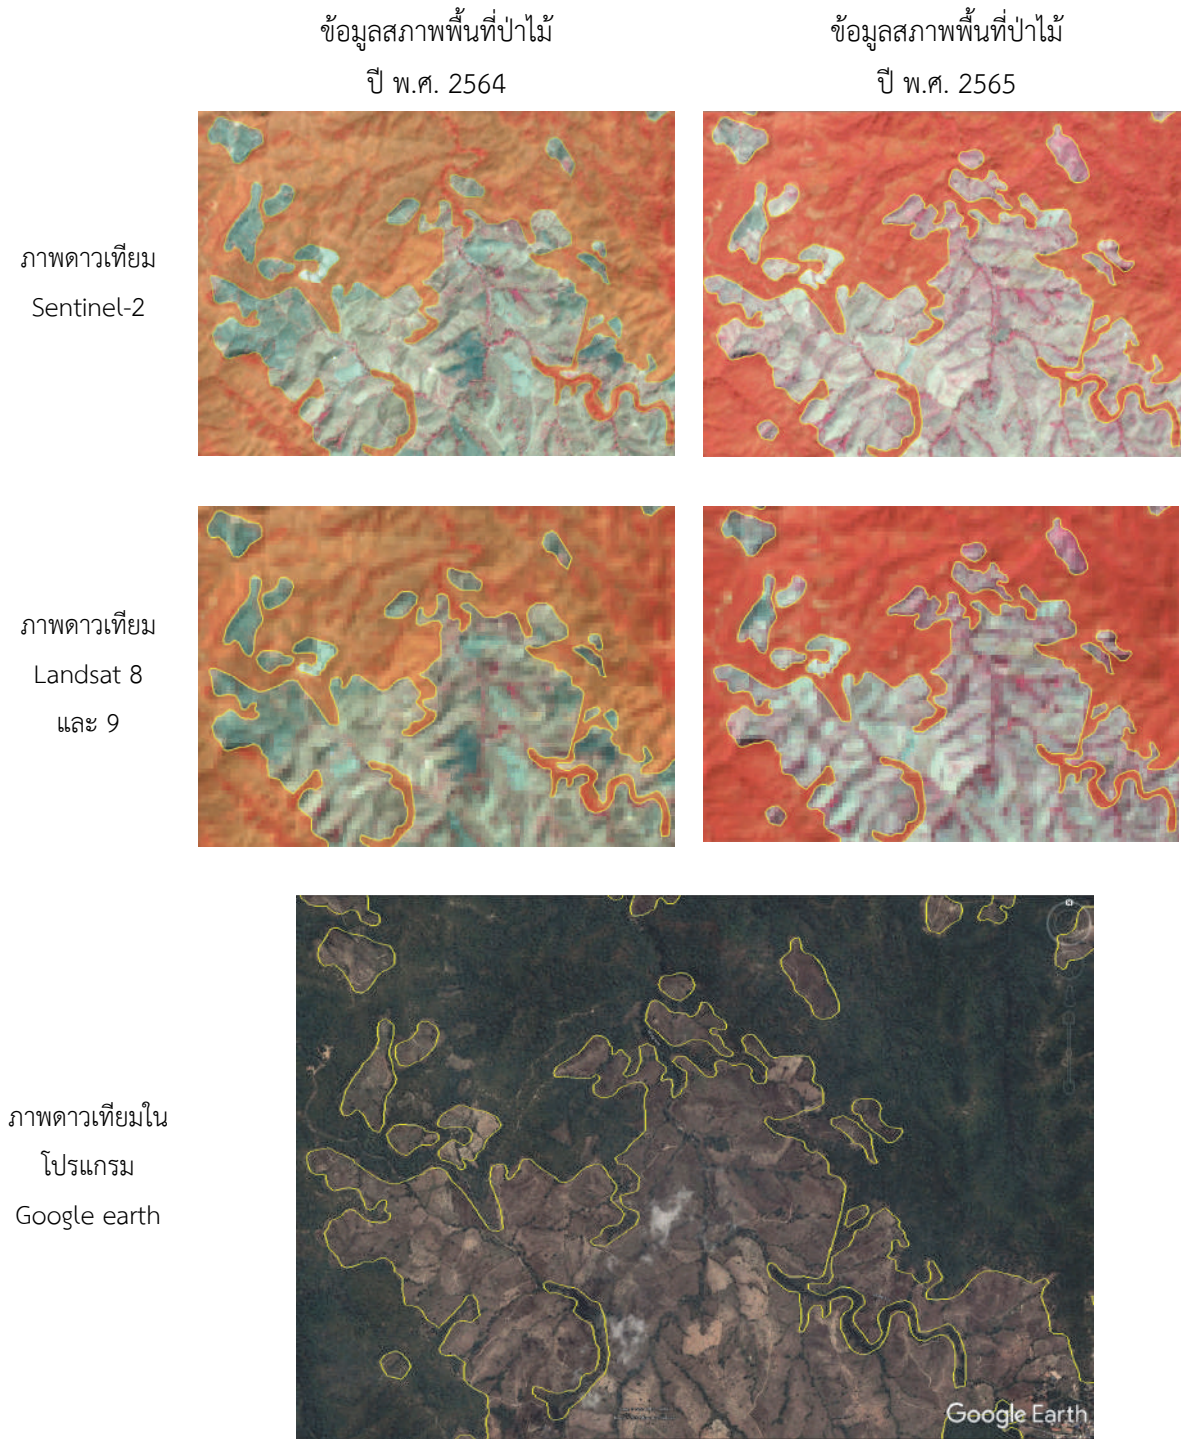 ข้อมูลสภาพพื้นที่ป่าไม้
ปี พ.ศ. 2564
ข้อมูลสภาพพื้นที่ป่าไม้
ปี พ.ศ. 2565
ภาพดาวเทียม
Sentinel-2
ภาพดาวเทียม
Landsat 8
และ 9
ภาพดาวเทียมใน
โปรแกรม
Google earth
Google Earth